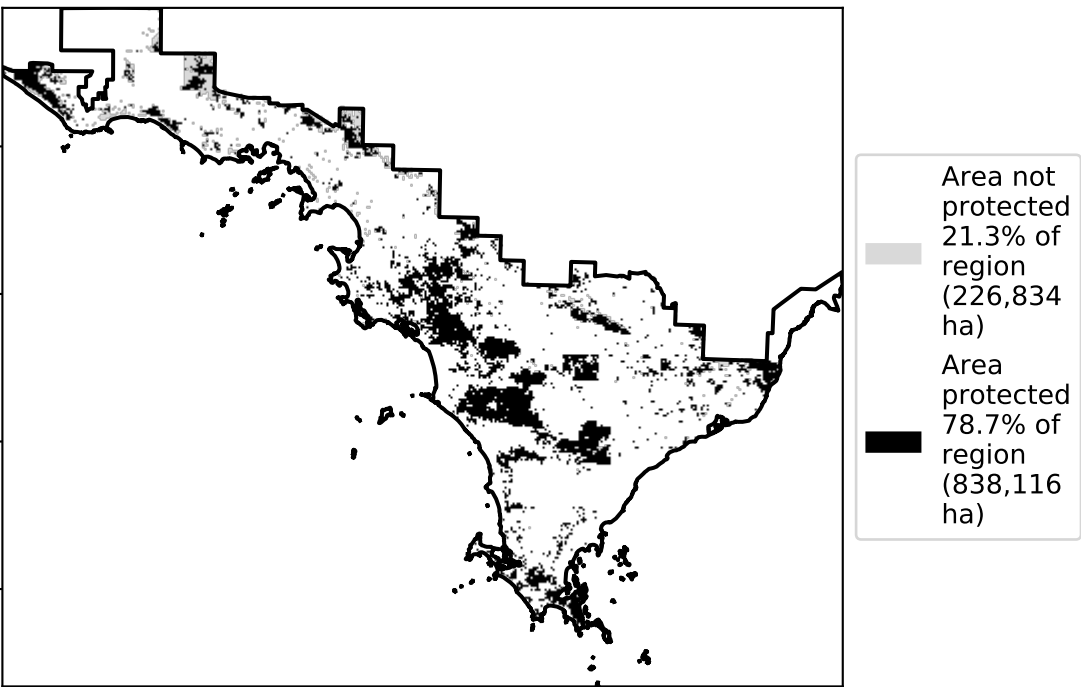 Area not
protected
21.3% of
region
(226,834
ha)
Area
protected
78.7% of
region
(838,116
ha)